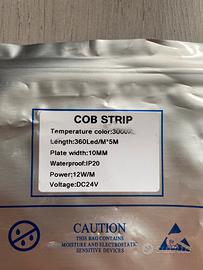 COB STRIP
Temperature color:3000K
Length:360Led/M*5M
Plate width:10MM
Waterproof:IP20
Power:12W/M
Voltage:DC24V
CAUTION
THIS BAG CONTAINS
MOISTURE AND ELECTROSTATIC
SENSITIVE DEVICES